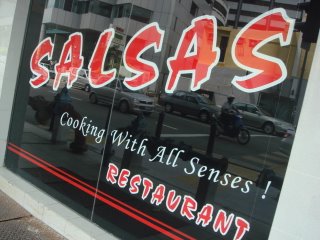 SALSAS
Cooking With All Senses !
RESTAURANT